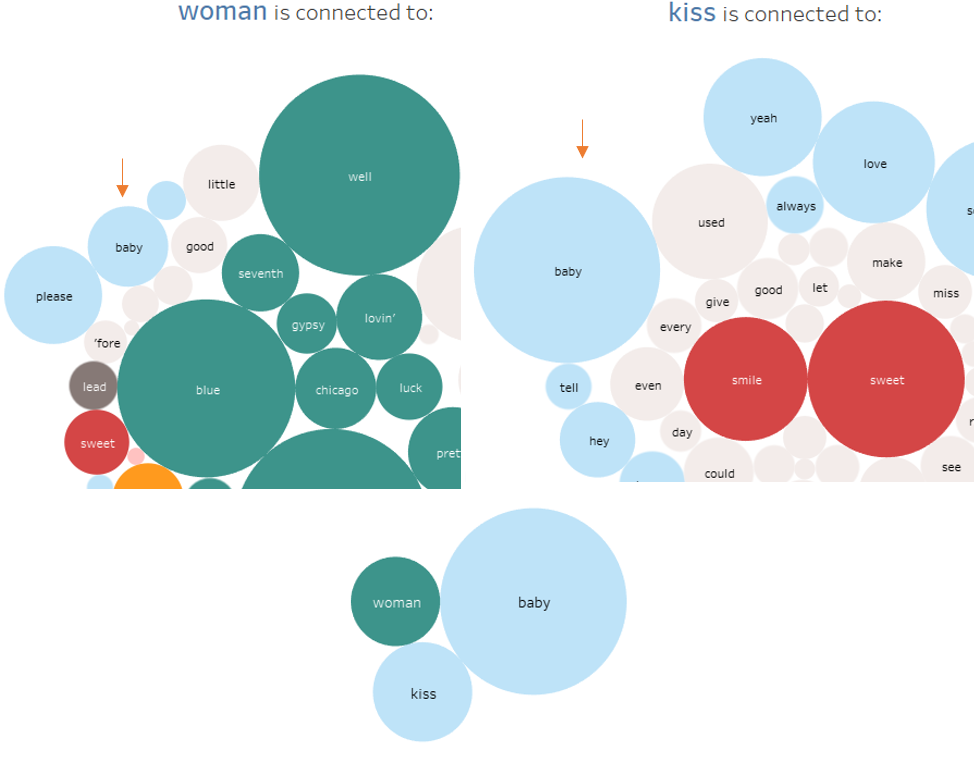 woman is connected to:
well
little
baby
good
please
seventh
gypsy
lovin'
'fore
lead
blue
chicago
luck
sweet
kiss is connected to:
yeah
love
always
used
baby
make
good
let
miss
give
every
smile
sweet
even
tell
day
hey
could
see
woman
baby
kiss